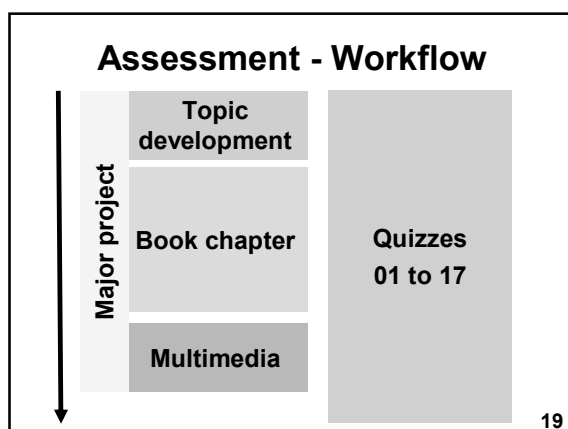 Assessment - Workflow
Major project
Topic
development
Book chapter
Multimedia
Quizzes
01 to 17
19